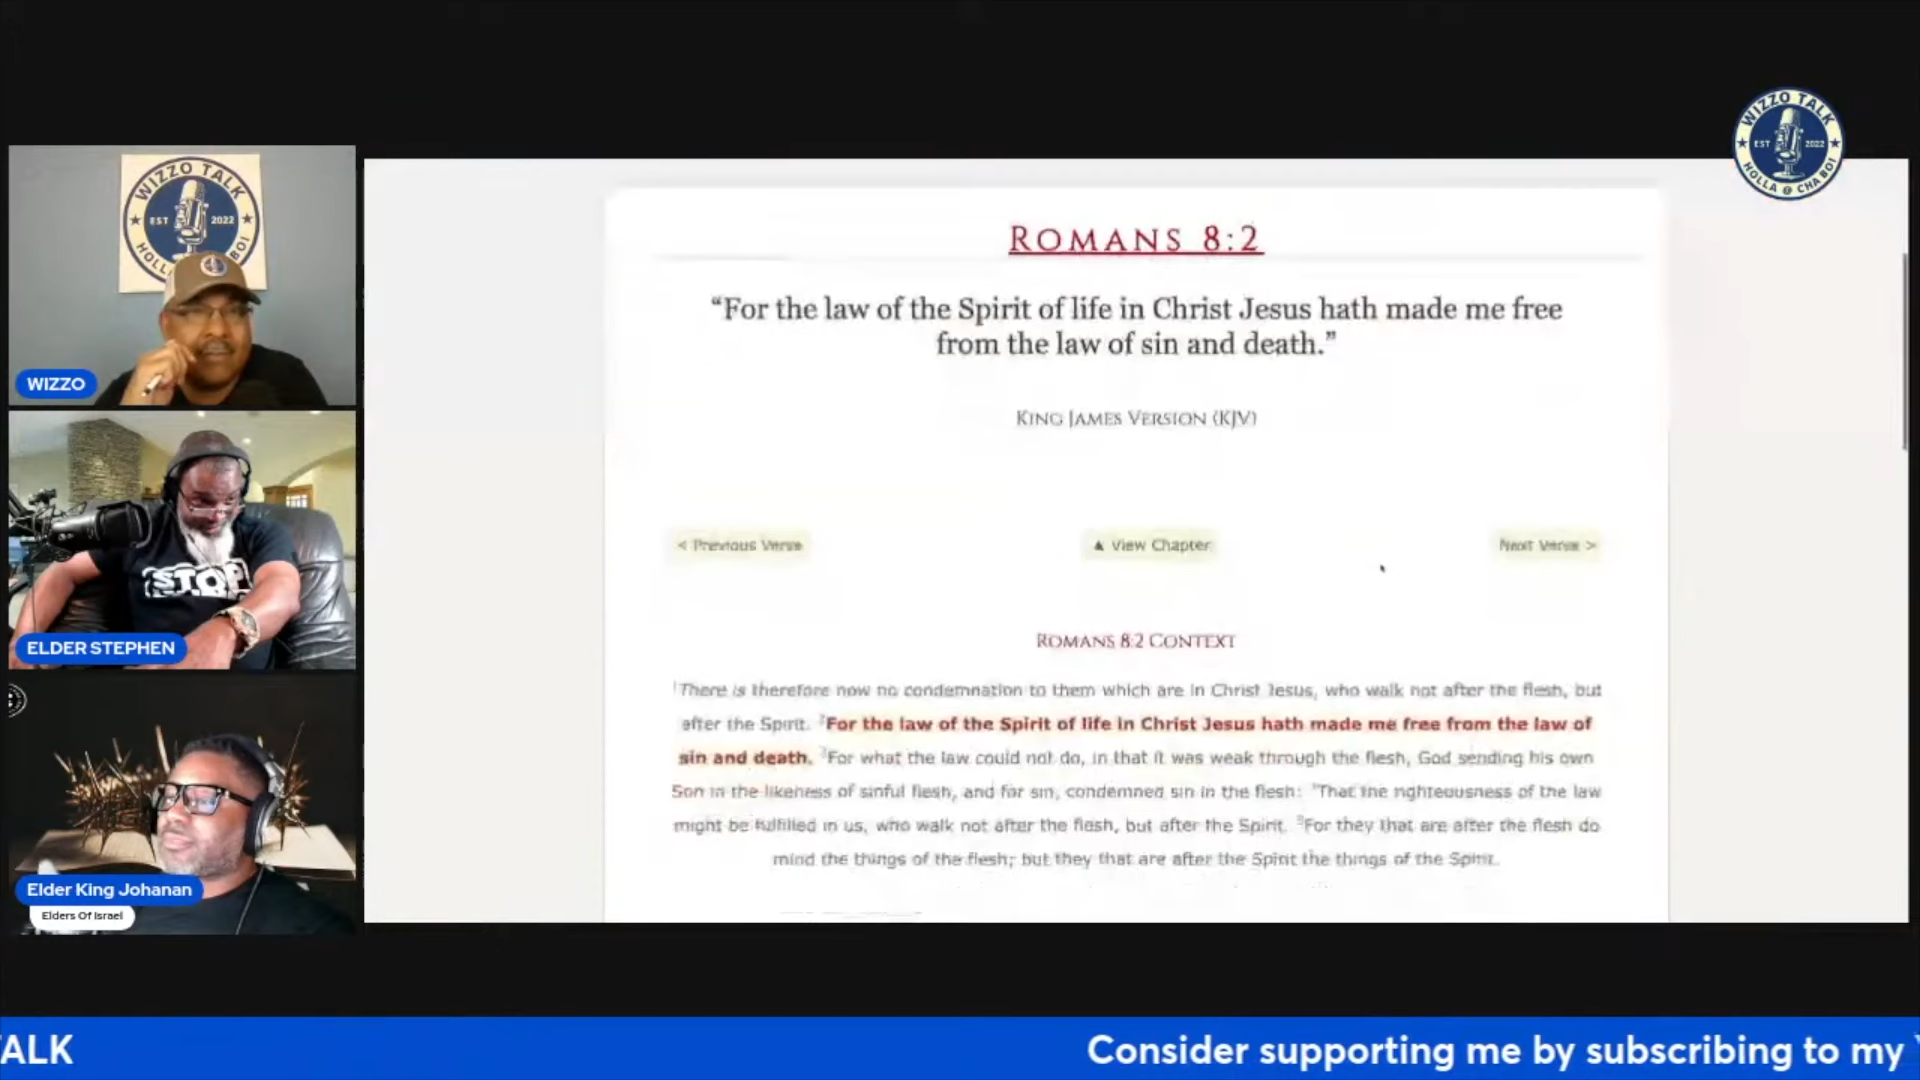 WIZZO TALK
EST 2022
HOLLA @ CHA BOI
WIZZO TALK
EST 2022
WIZZO
STOP
ELDER STEPHEN
Elder King Johanan
Elders Of Israel
ROMANS 8:2
“For the law of the Spirit of life in Christ Jesus hath made me free
from the law of sin and death.”
KING JAMES VERSION (KJV)
< Previous Verse
▲ View Chapter
Next Verse >
ROMANS 8:2 CONTEXT
1There is therefore now no condemnation to them which are in Christ Jesus, who walk not after the flesh, but
after the Spirit. 2For the law of the Spirit of life in Christ Jesus hath made me free from the law of
sin and death. 3For what the law could not do, in that it was weak through the flesh, God sending his own
Son in the likeness of sinful flesh, and for sin, condemned sin in the flesh: 4That the righteousness of the law
might be fulfilled in us, who walk not after the flesh, but after the Spirit. 5For they that are after the flesh do
mind the things of the flesh; but they that are after the Spirit the things of the Spirit.
ALK
Consider supporting me by subscribing to my